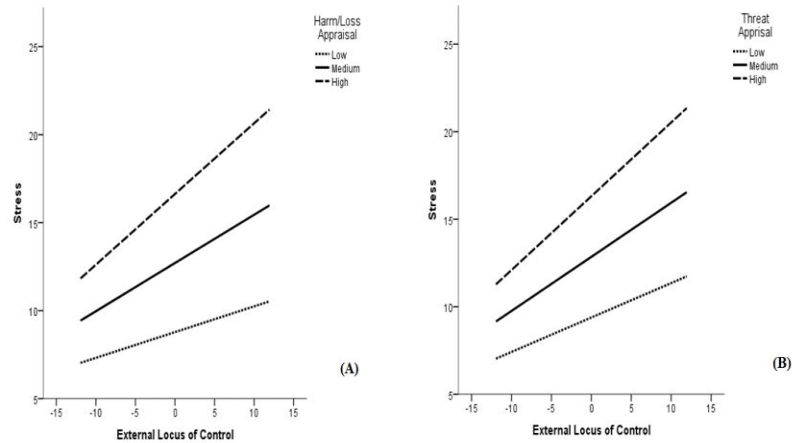 Harm/Loss
Appraisal
Low
Medium
High
25
20
15
10
5
Stress
-15 -10 -5 0 5 10 15
External Locus of Control
(A)
Threat
Apprisal
Low
Medium
High
25
20
15
10
5
Stress
-15 -10 -5 0 5 10 15
External Locus of Control
(B)